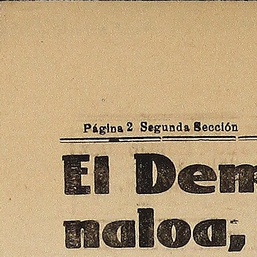 Página 2 Segunda Sección
El Dem
naloa,